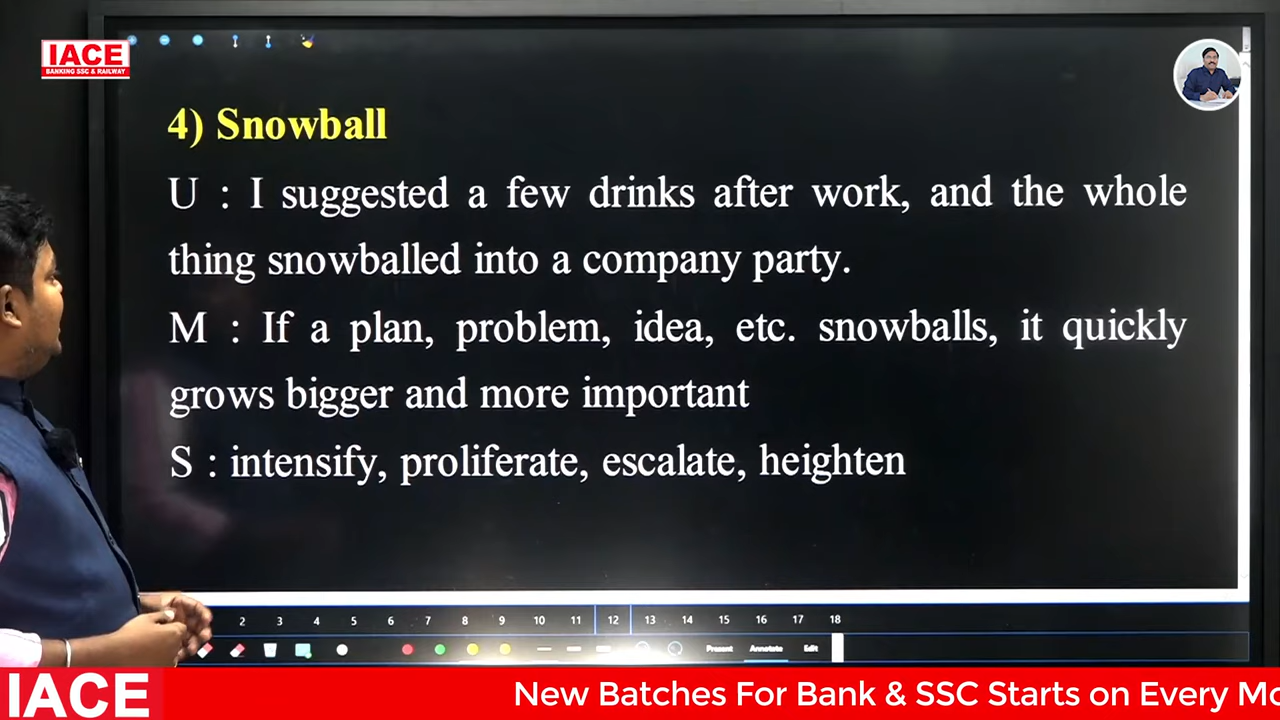 IACE
BANKING SSC & RAILWAY
4) Snowball
U : I suggested a few drinks after work, and the whole
thing snowballed into a company party.
M : If a plan, problem, idea, etc. snowballs, it quickly
grows bigger and more important
S : intensify, proliferate, escalate, heighten
2 3 4 5 6 7 8 9 10 11 12 13 14 15 16 17 18
Present Annotate Edit
IACE New Batches For Bank & SSC Starts on Every Mo